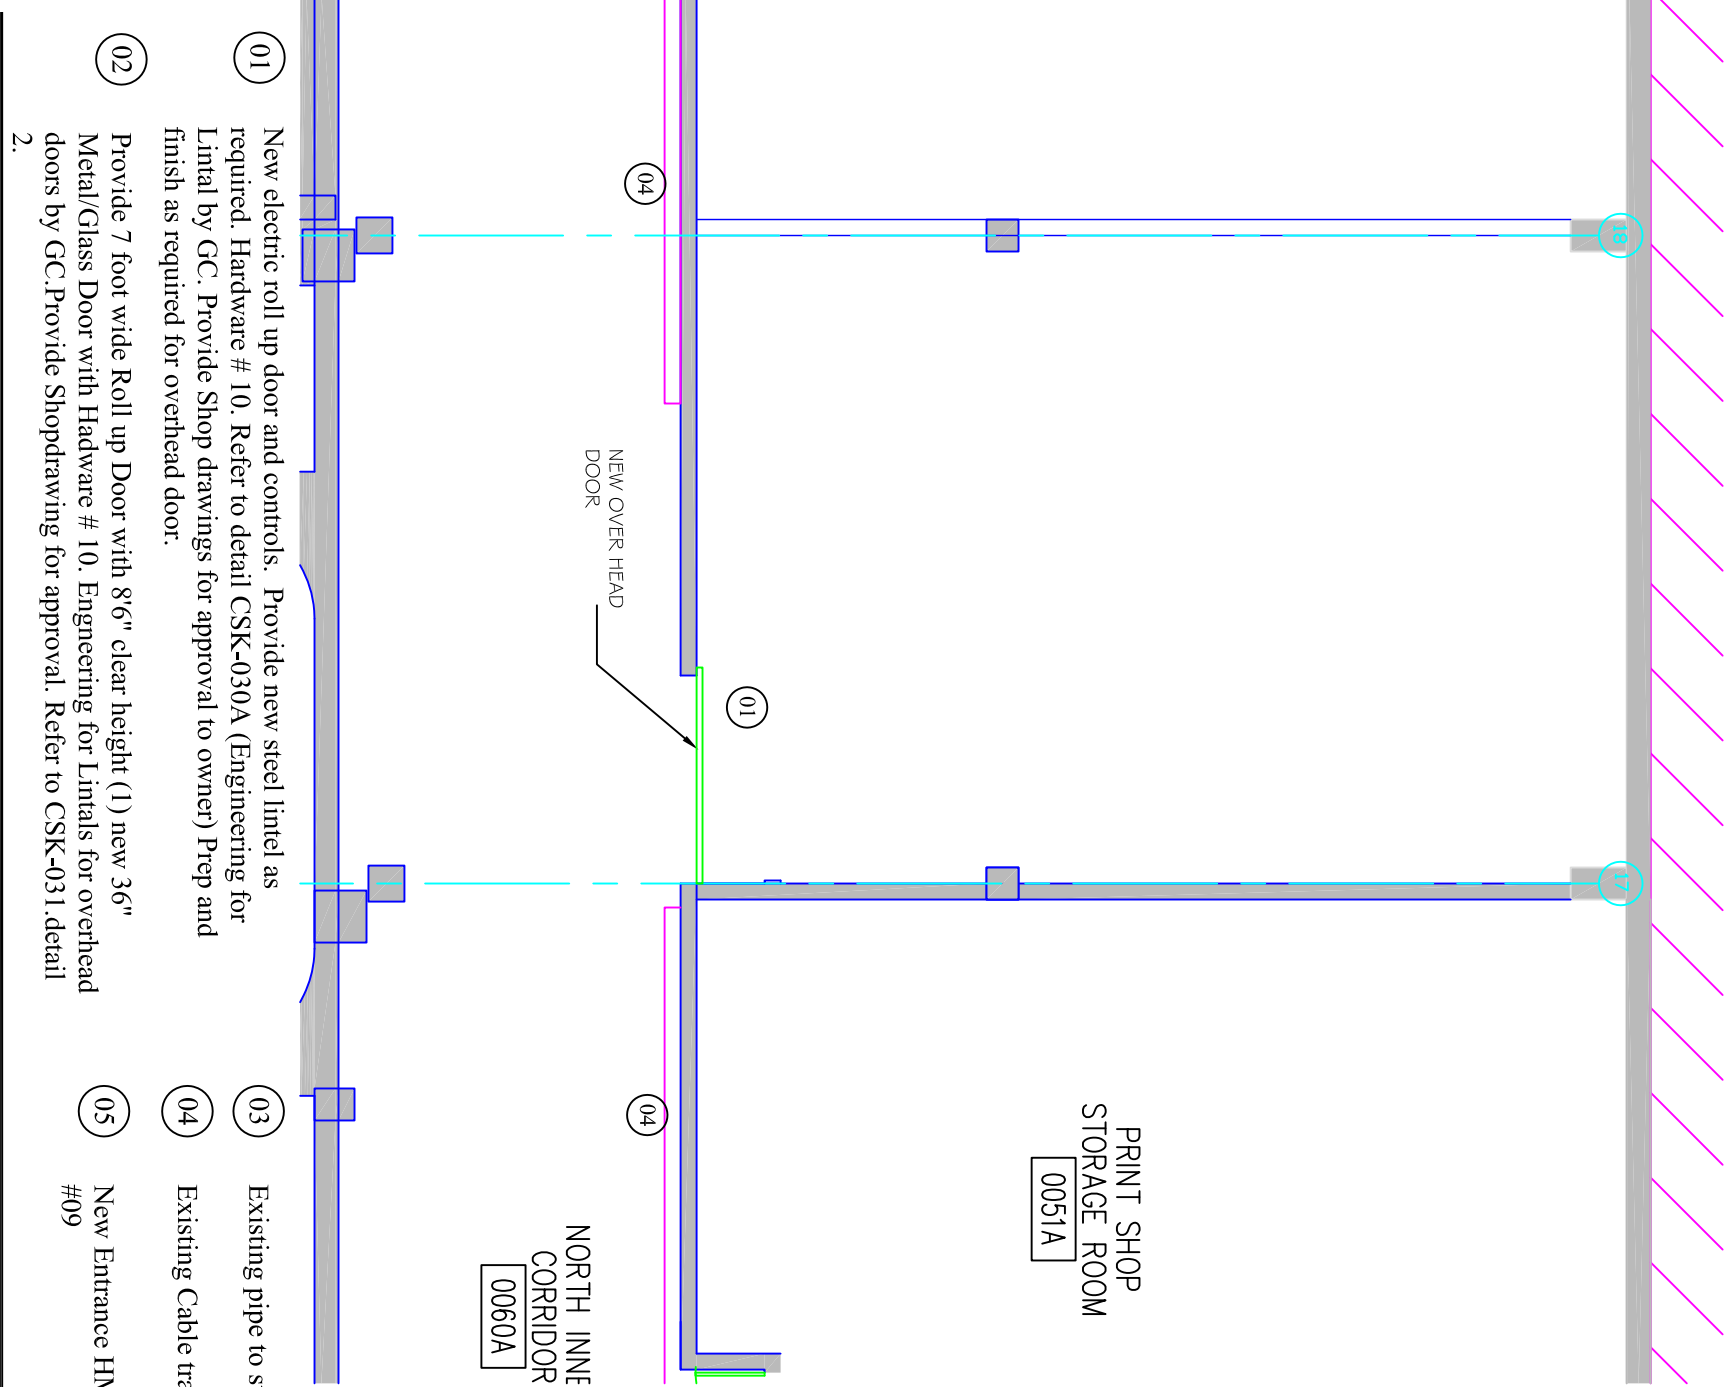 18
17
04
NEW OVER HEAD
DOOR
01
04
PRINT SHOP
STORAGE ROOM
0051A
NORTH INNE
CORRIDOR
0060A
01
New electric roll up door and controls. Provide new steel lintel as
required. Hardware # 10. Refer to detail CSK-030A (Engineering for
Lintal by GC. Provide Shop drawings for approval to owner) Prep and
finish as required for overhead door.
02
Provide 7 foot wide Roll up Door with 8'6" clear height (1) new 36"
Metal/Glass Door with Hadware # 10. Engneering for Lintals for overhead
doors by GC.Provide Shopdrawing for approval. Refer to CSK-031.detail
2.
03
Existing pipe to s
04
Existing Cable tra
05
New Entrance HM
#09